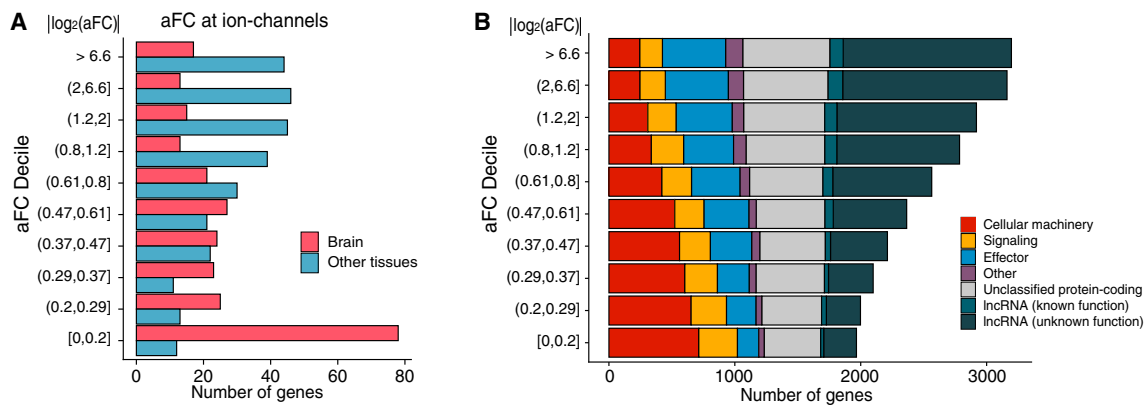 A
|log₂(aFC)|
aFC at ion-channels
> 6.6
(2,6.6]
(1.2,2]
(0.8,1.2]
(0.61,0.8]
(0.47,0.61]
(0.37,0.47]
(0.29,0.37]
(0.2,0.29]
[0,0.2]
aFC Decile
Brain
Other tissues
0 20 40 60 80
Number of genes
B
|log₂(aFC)|
> 6.6
(2,6.6]
(1.2,2]
(0.8,1.2]
(0.61,0.8]
(0.47,0.61]
(0.37,0.47]
(0.29,0.37]
(0.2,0.29]
[0,0.2]
aFC Decile
Cellular machinery
Signaling
Effector
Other
Unclassified protein-coding
lncRNA (known function)
lncRNA (unknown function)
0 1000 2000 3000
Number of genes